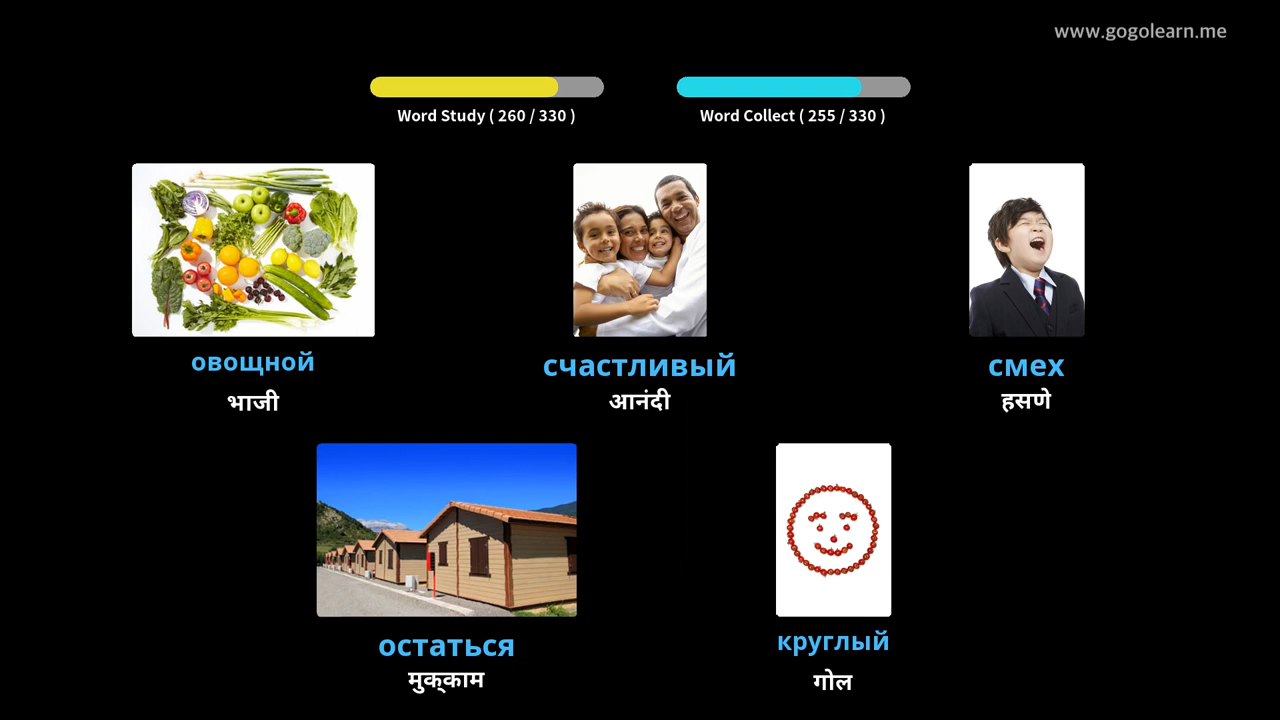 www.gogolearn.me
Word Study ( 260 / 330 )
Word Collect ( 255 / 330 )
овощной
भाजी
счастливый
आनंदी
смех
हसणे
остаться
मुक्काम
круглый
गोल